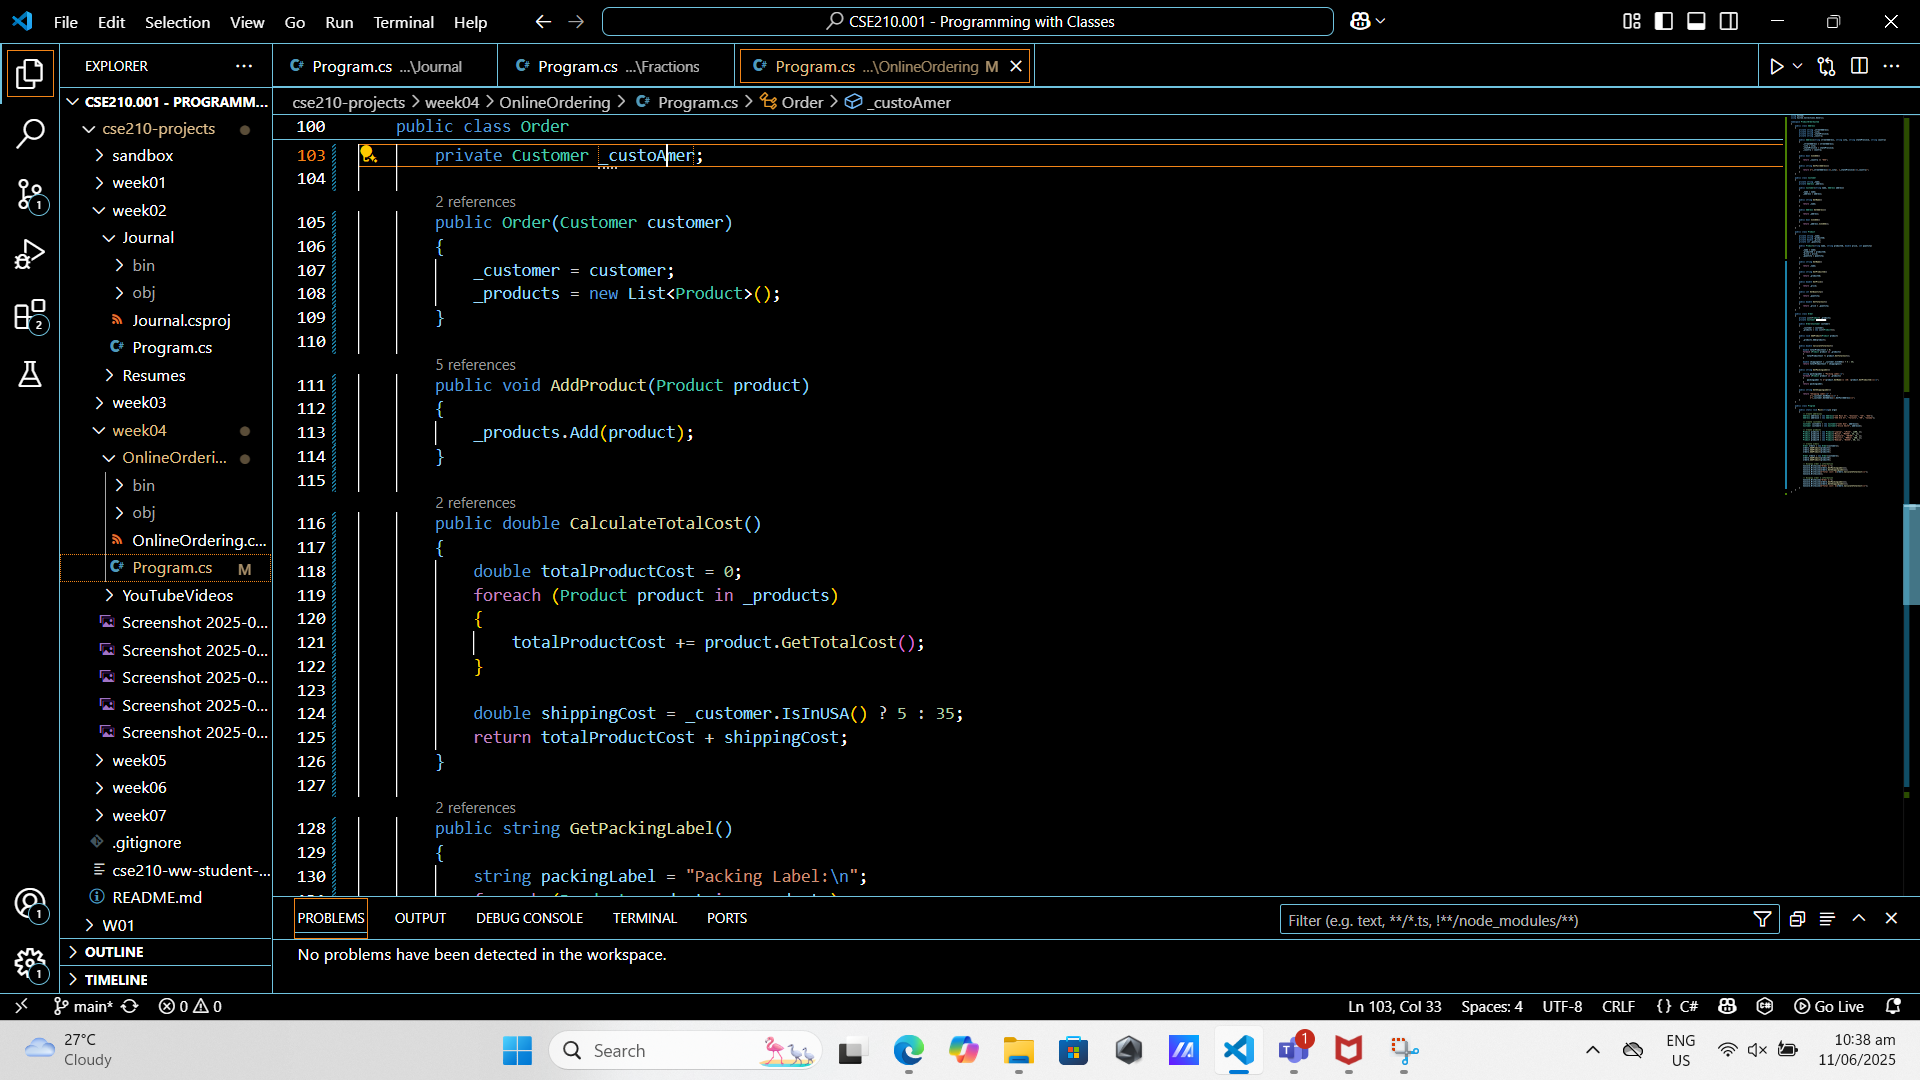 File Edit Selection View Go Run Terminal Help
CSE210.001 - Programming with Classes
EXPLORER
Program.cs ...\Journal
Program.cs ...\Fractions
Program.cs ...\OnlineOrdering M
CSE210.001 - PROGRAMM...
cse210-projects
sandbox
week01
week02
Journal
bin
obj
Journal.csproj
Program.cs
Resumes
week03
week04
OnlineOrderi...
bin
obj
OnlineOrdering.c...
Program.cs M
YouTubeVideos
Screenshot 2025-0...
Screenshot 2025-0...
Screenshot 2025-0...
Screenshot 2025-0...
Screenshot 2025-0...
week05
week06
week07
.gitignore
cse210-ww-student-...
README.md
W01
OUTLINE
TIMELINE
1
2
1
1
cse210-projects > week04 > OnlineOrdering > Program.cs > Order > _custoAmer
100 public class Order
103 private Customer _custoAmer;
104
2 references
105 public Order(Customer customer)
106 {
107 _customer = customer;
108 _products = new List<Product>();
109 }
110
5 references
111 public void AddProduct(Product product)
112 {
113 _products.Add(product);
114 }
115
2 references
116 public double CalculateTotalCost()
117 {
118 double totalProductCost = 0;
119 foreach (Product product in _products)
120 {
121 totalProductCost += product.GetTotalCost();
122 }
123
124 double shippingCost = _customer.IsInUSA() ? 5 : 35;
125 return totalProductCost + shippingCost;
126 }
127
2 references
128 public string GetPackingLabel()
129 {
130 string packingLabel = "Packing Label:\n";
PROBLEMS OUTPUT DEBUG CONSOLE TERMINAL PORTS
Filter (e.g. text, **/*.ts, !**/node_modules/**)
No problems have been detected in the workspace.
main* 0 0
Ln 103, Col 33 Spaces: 4 UTF-8 CRLF {} C# Go Live
27°C
Cloudy
Search
1
ENG
US
10:38 am
11/06/2025